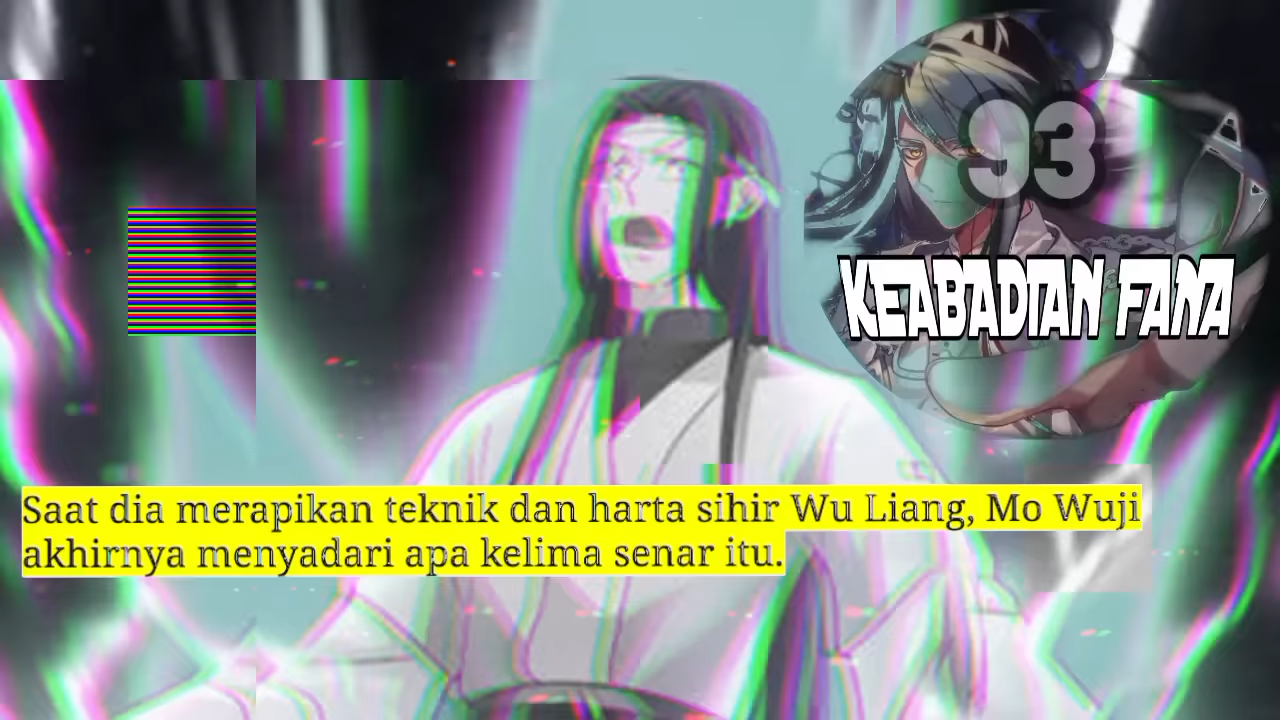 93
KEABADIAN FANA
Saat dia merapikan teknik dan harta sihir Wu Liang, Mo Wuji
akhirnya menyadari apa kelima senar itu.